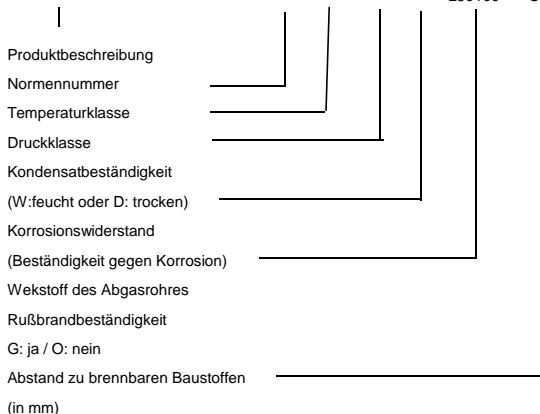 Produktbeschreibung
Normennummer
Temperaturklasse
Druckklasse
Kondensatbeständigkeit
(W:feucht oder D: trocken)
Korrosionswiderstand
(Beständigkeit gegen Korrosion)
Wekstoff des Abgasrohres
Rußbrandbeständigkeit
G: ja / O: nein
Abstand zu brennbaren Baustoffen
(in mm)